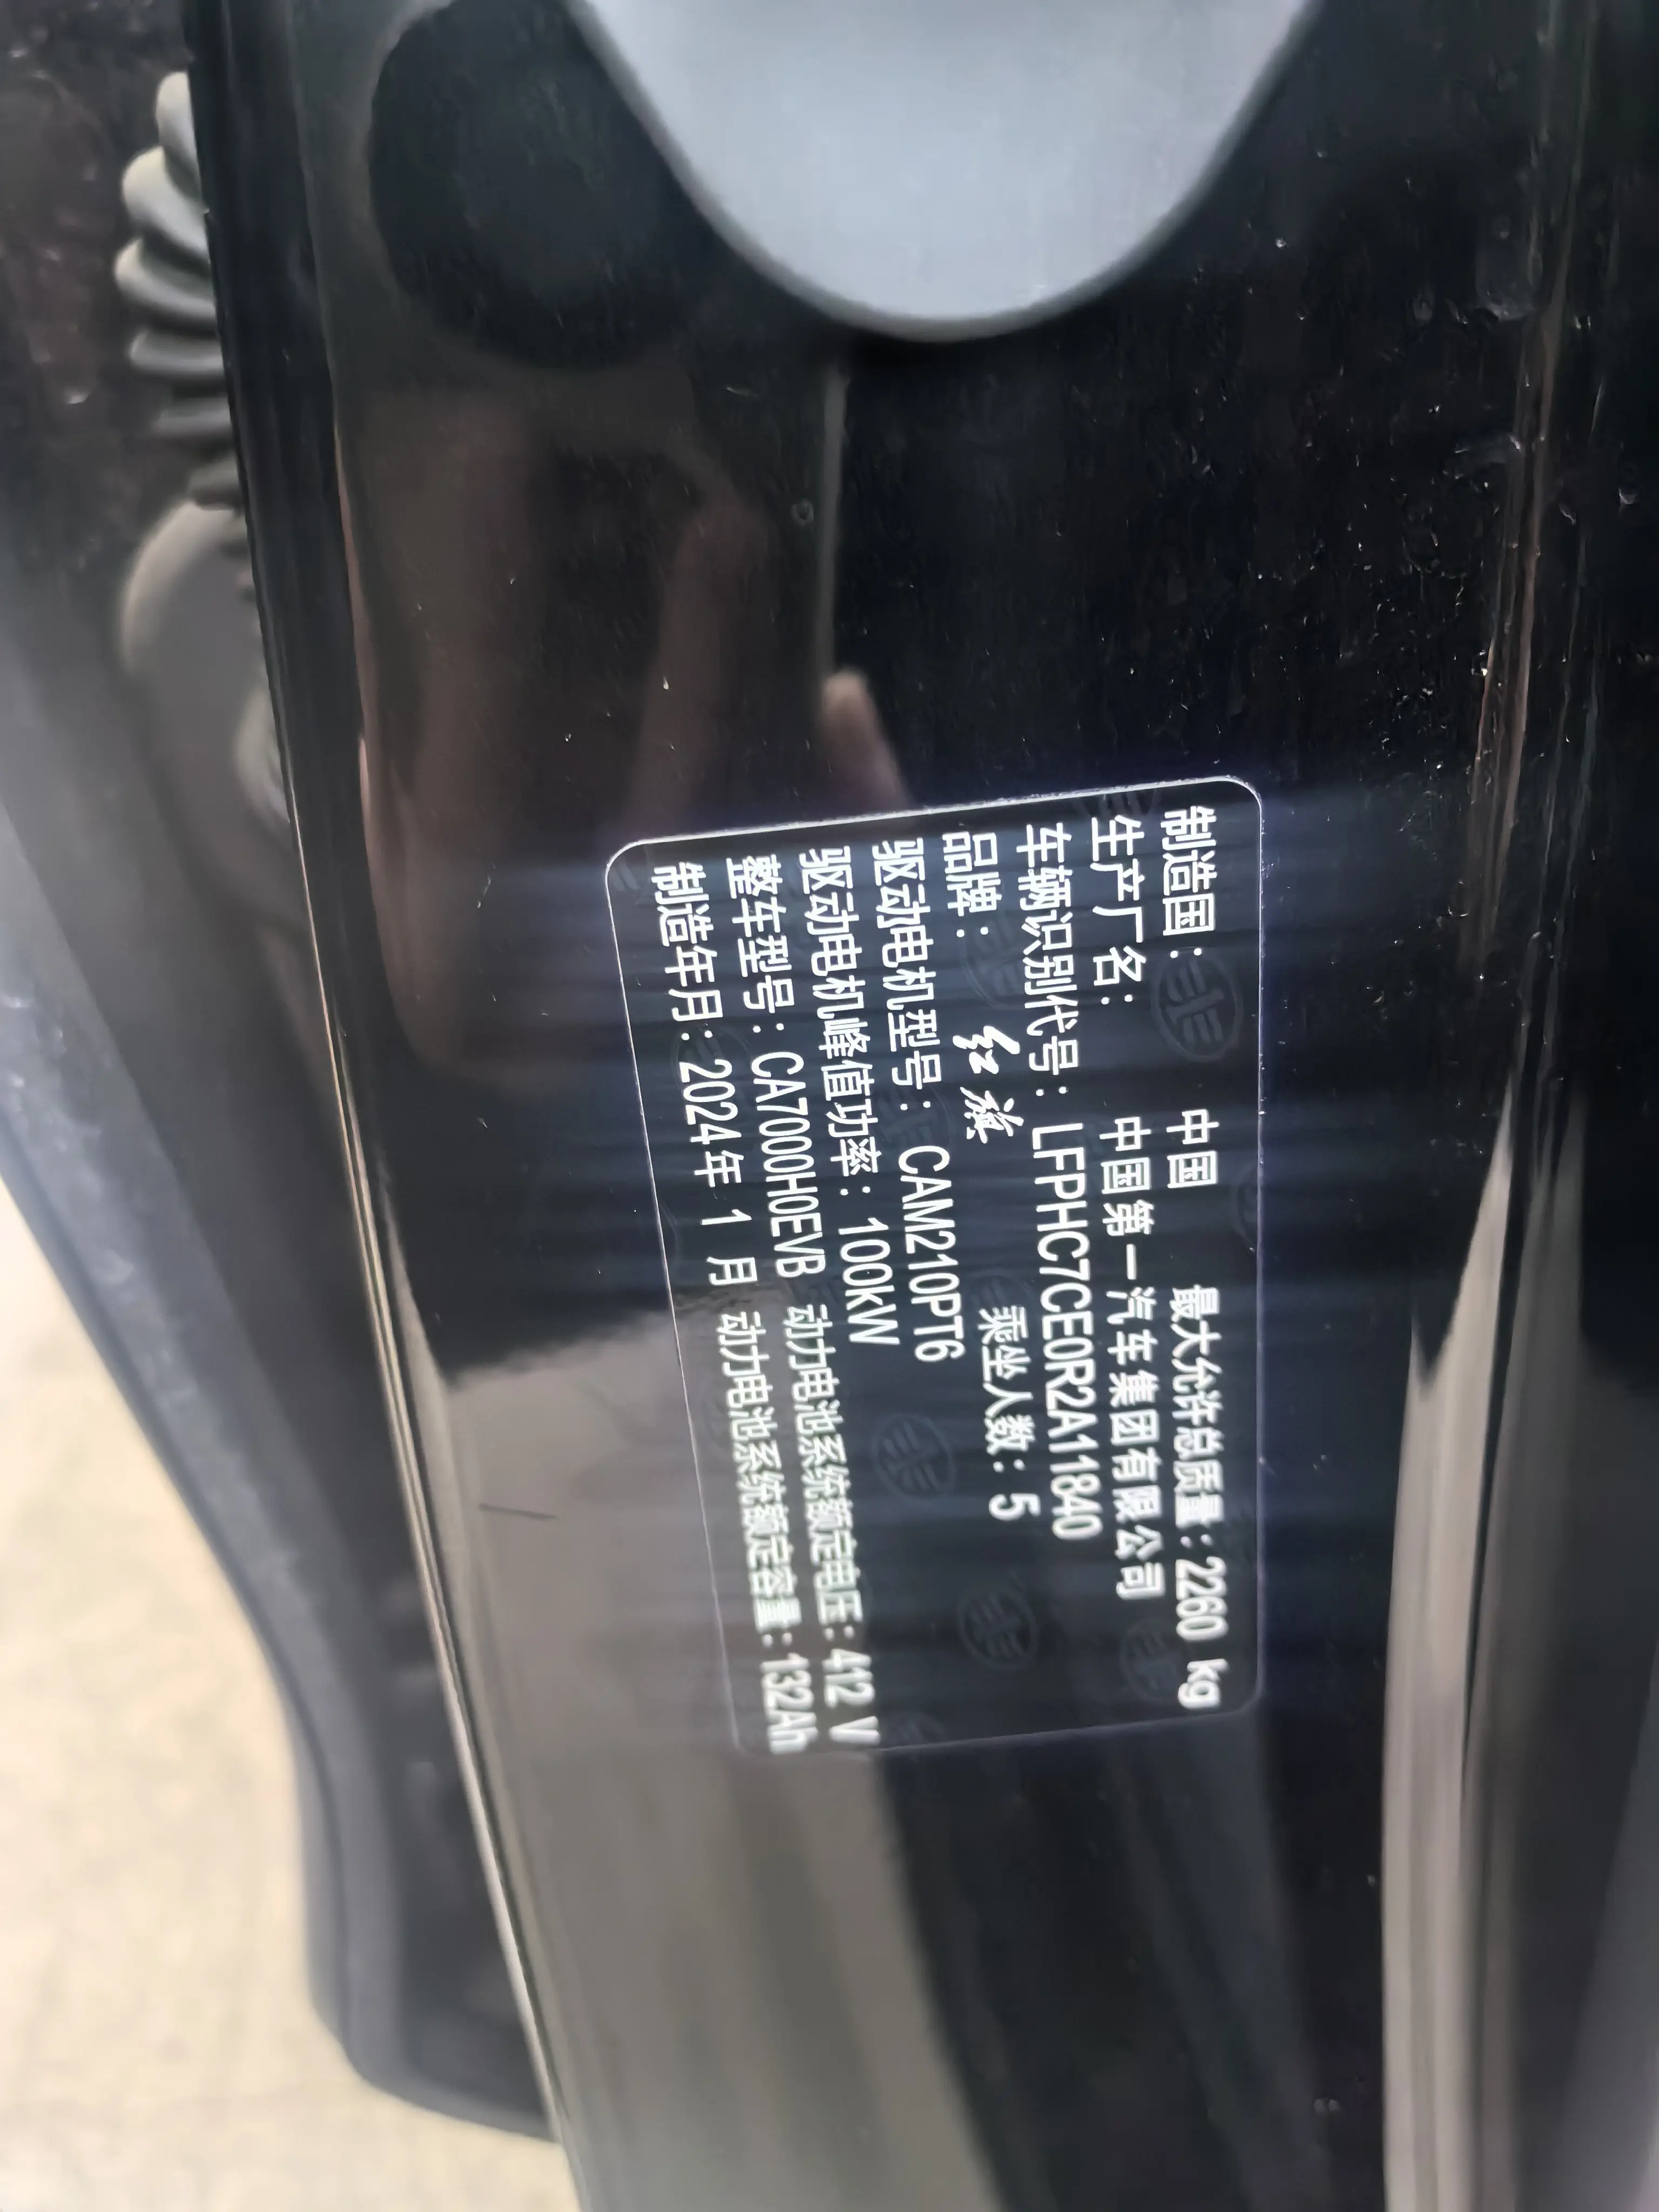 制造国：中国 最大允许总质量：2260 kg
生产厂名：中国第一汽车集团有限公司
车辆识别代号：LFPHC7CE0R2A11840
品牌：红旗 乘坐人数：5
驱动电机型号：CAM210PT6
驱动电机峰值功率：100kW
整车型号：CA7000H0EVB 动力电池系统额定电压：412 V
制造年月：2024年 1 月 动力电池系统额定容量：132Ah